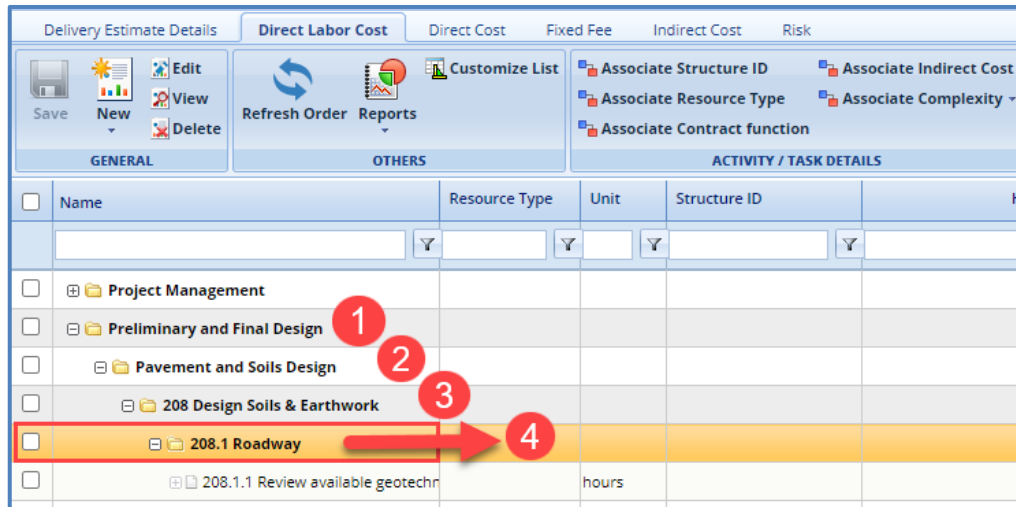 Delivery Estimate Details Direct Labor Cost Direct Cost Fixed Fee Indirect Cost Risk
Edit Customize List Associate Structure ID Associate Indirect Cost
View Associate Resource Type Associate Complexity
Save New Refresh Order Reports
Delete Associate Contract function
GENERAL OTHERS ACTIVITY / TASK DETAILS
Name Resource Type Unit Structure ID H
Project Management
Preliminary and Final Design 1
Pavement and Soils Design 2
208 Design Soils & Earthwork 3
208.1 Roadway 4
208.1.1 Review available geotechn hours